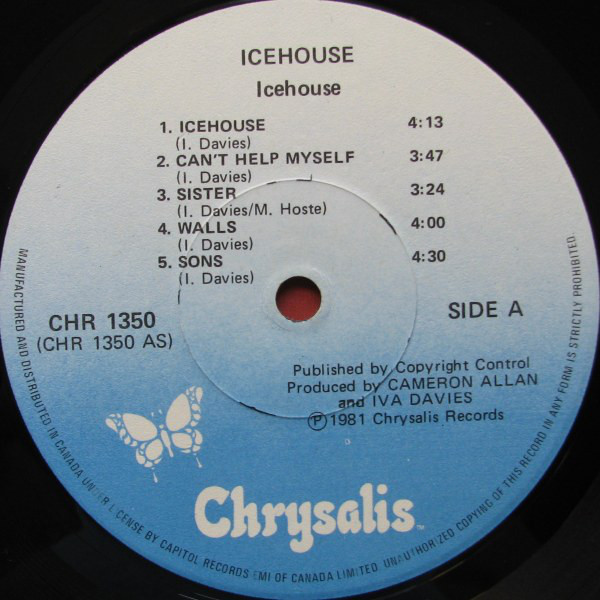 ICEHOUSE
Icehouse
1. ICEHOUSE 4:13
(I. Davies)
2. CAN'T HELP MYSELF 3:47
(I. Davies)
3. SISTER 3:24
(I. Davies/M. Hoste)
4. WALLS 4:00
(I. Davies)
5. SONS 4:30
(I. Davies)
CHR 1350
(CHR 1350 AS)
SIDE A
Published by Copyright Control
Produced by CAMERON ALLAN
and IVA DAVIES
Ⓟ 1981 Chrysalis Records
Chrysalis™
MANUFACTURED AND DISTRIBUTED IN CANADA UNDER LICENSE BY CAPITOL RECORDS EMI OF CANADA LIMITED. UNAUTHORIZED COPYING OF THIS RECORD IN ANY FORM IS STRICTLY PROHIBITED.